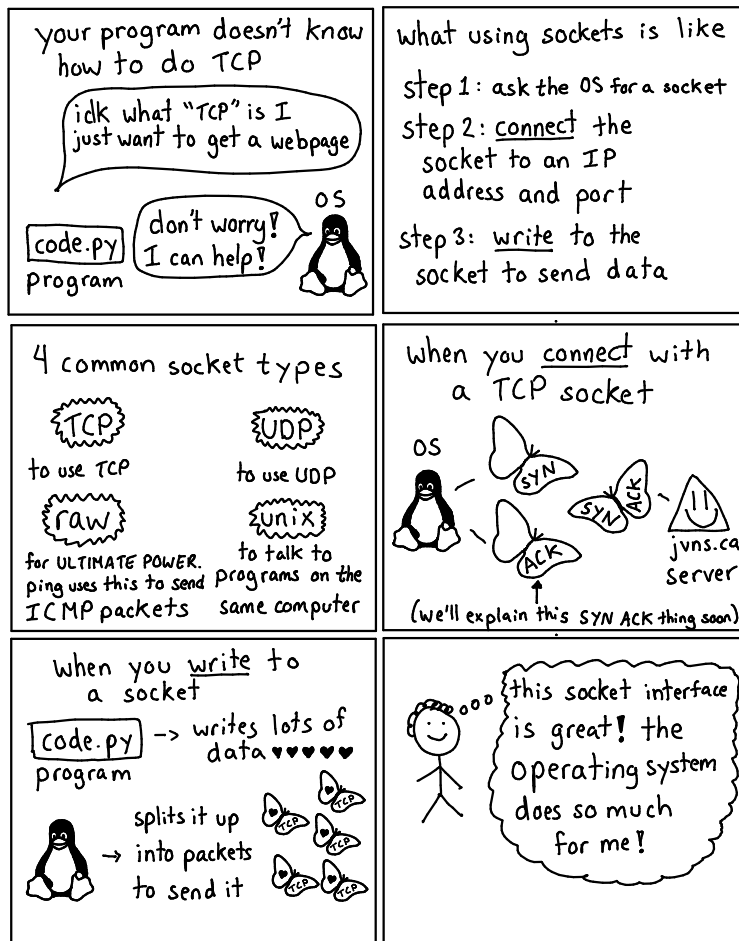 your program doesn't know
how to do TCP
idk what "TCP" is I
just want to get a webpage
OS
don't worry!
I can help!
code.py
program
what using sockets is like
step 1: ask the OS for a socket
step 2: connect the
socket to an IP
address and port
step 3: write to the
socket to send data
4 common socket types
TCP
to use TCP
UDP
to use UDP
raw
for ULTIMATE POWER.
ping uses this to send
ICMP packets
unix
to talk to
programs on the
same computer
when you connect with
a TCP socket
OS
SYN
SYN ACK
ACK
jvns.ca
server
(we'll explain this SYN ACK thing soon)
when you write to
a socket
code.py
program
-> writes lots of
data ♥♥♥♥♥
→ splits it up
into packets
to send it
TCP
TCP
TCP
TCP
TCP
this socket interface
is great! the
operating system
does so much
for me!